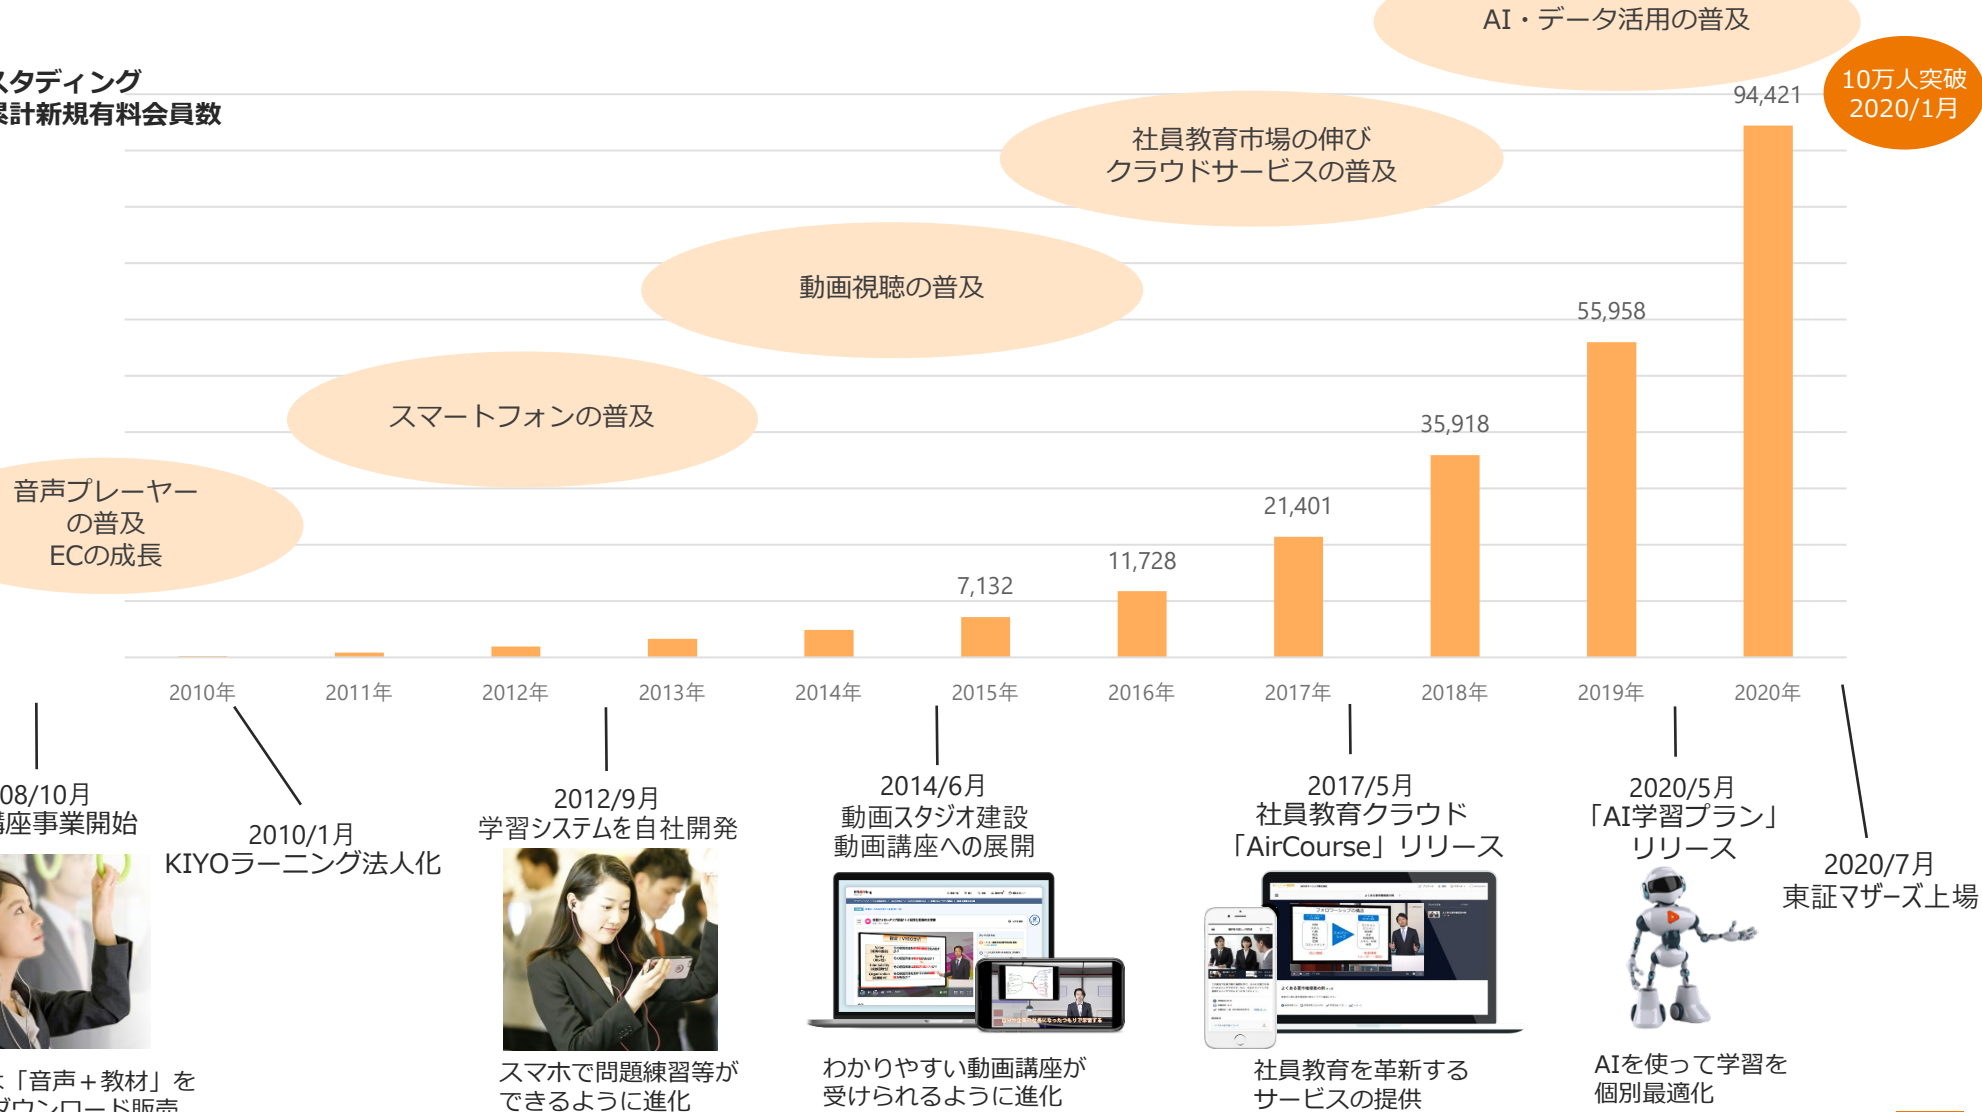 AI・データ活用の普及
スタディング
累計新規有料会員数
10万人突破
2020/1月
94,421
社員教育市場の伸び
クラウドサービスの普及
動画視聴の普及
55,958
スマートフォンの普及
35,918
音声プレーヤー
の普及
ECの成長
21,401
11,728
7,132
2010年
2011年
2012年
2013年
2014年
2015年
2016年
2017年
2018年
2019年
2020年
08/10月
講座事業開始
2010/1月
KIYOラーニング法人化
2012/9月
学習システムを自社開発
2014/6月
動画スタジオ建設
動画講座への展開
2017/5月
社員教育クラウド
「AirCourse」リリース
2020/5月
「AI学習プラン」
リリース
2020/7月
東証マザーズ上場
「音声＋教材」を
ダウンロード販売
スマホで問題練習等が
できるように進化
わかりやすい動画講座が
受けられるように進化
社員教育を革新する
サービスの提供
AIを使って学習を
個別最適化